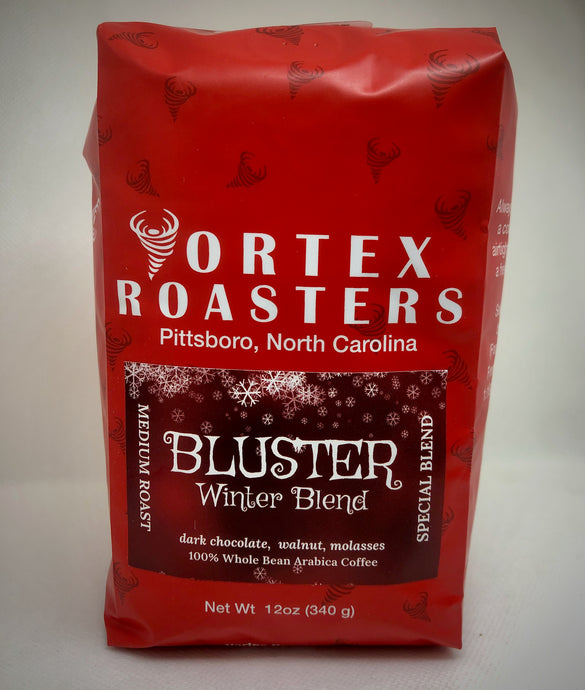 VORTEX
ROASTERS
Pittsboro, North Carolina
MEDIUM ROAST
BLUSTER
Winter Blend
SPECIAL BLEND
dark chocolate, walnut, molasses
100% Whole Bean Arabica Coffee
Net Wt 12oz (340 g)